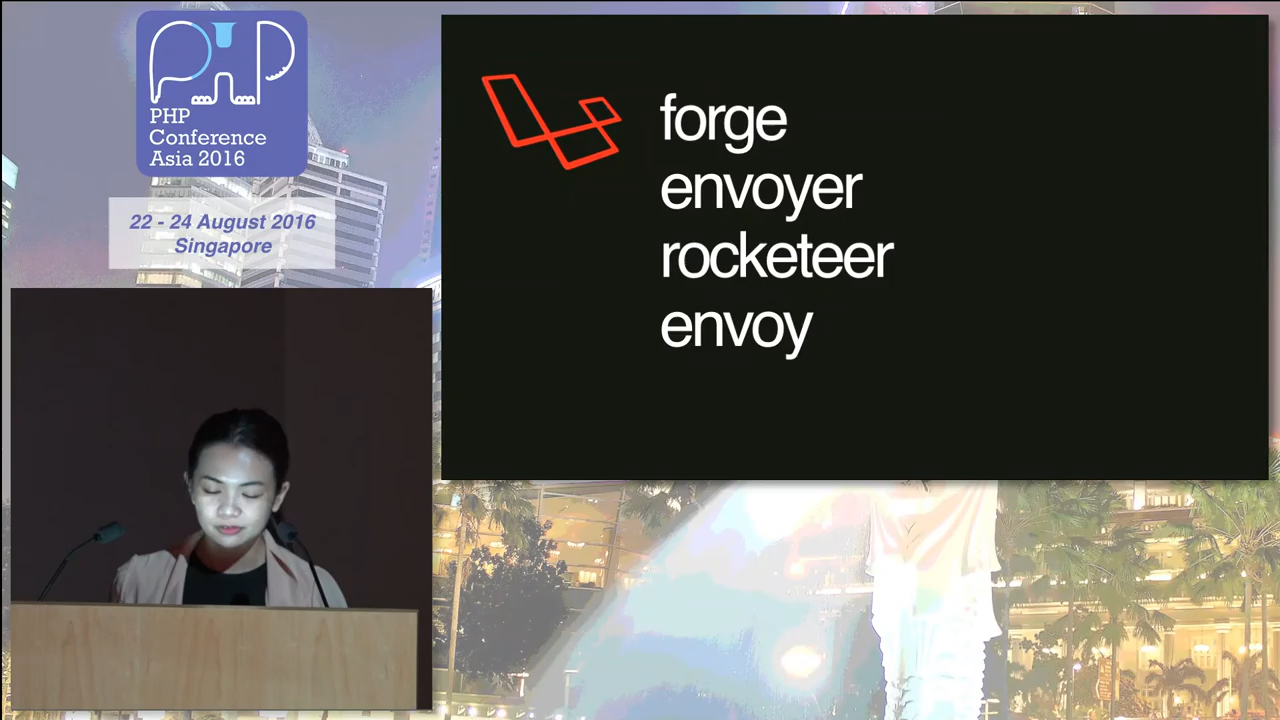 PHP
Conference
Asia 2016
22 - 24 August 2016
Singapore
forge
envoyer
rocketeer
envoy